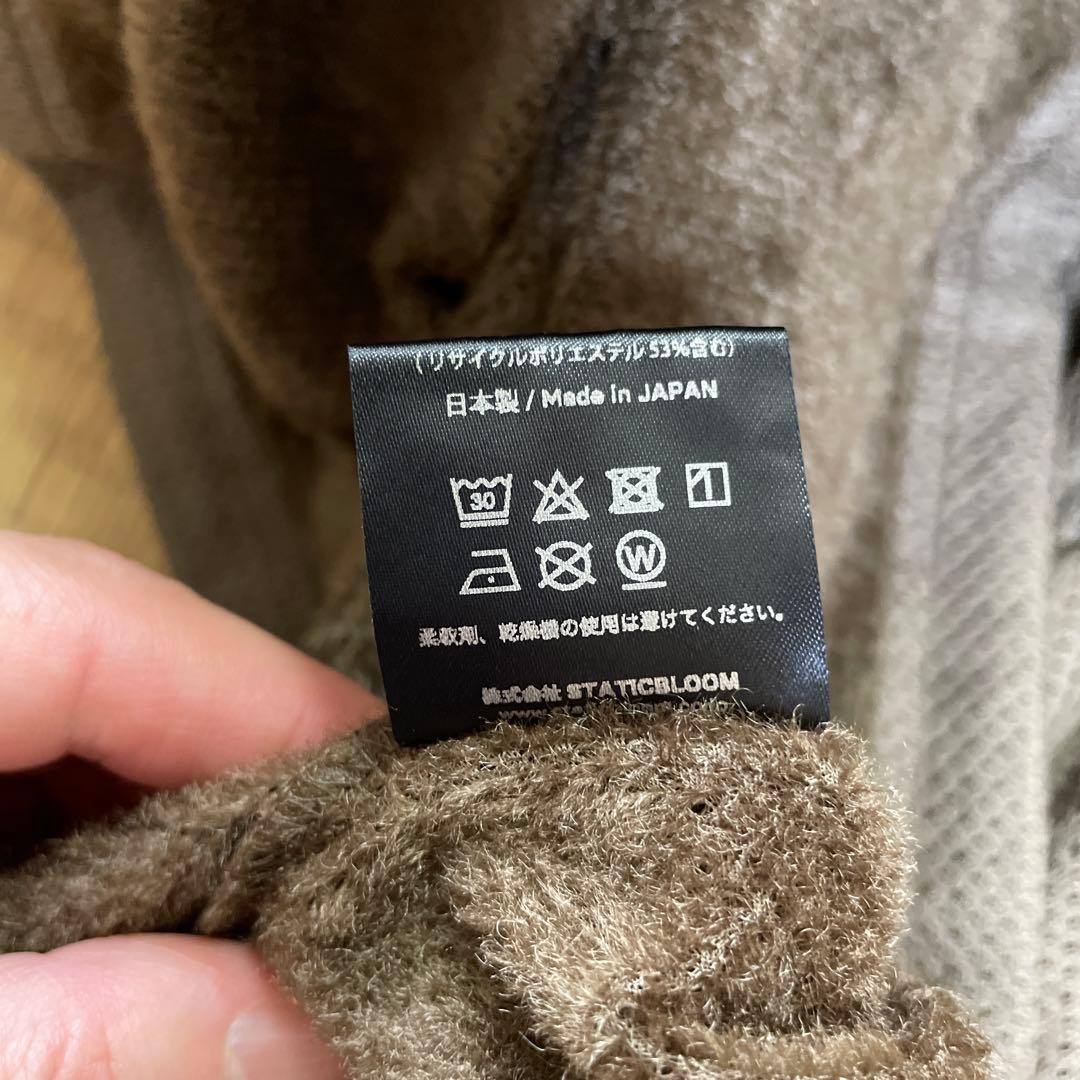 (リサイクルポリエステル53%含む)
日本製 / Made in JAPAN
30
W
柔軟剤、乾燥機の使用は避けてください。
株式会社 STATICBLOOM